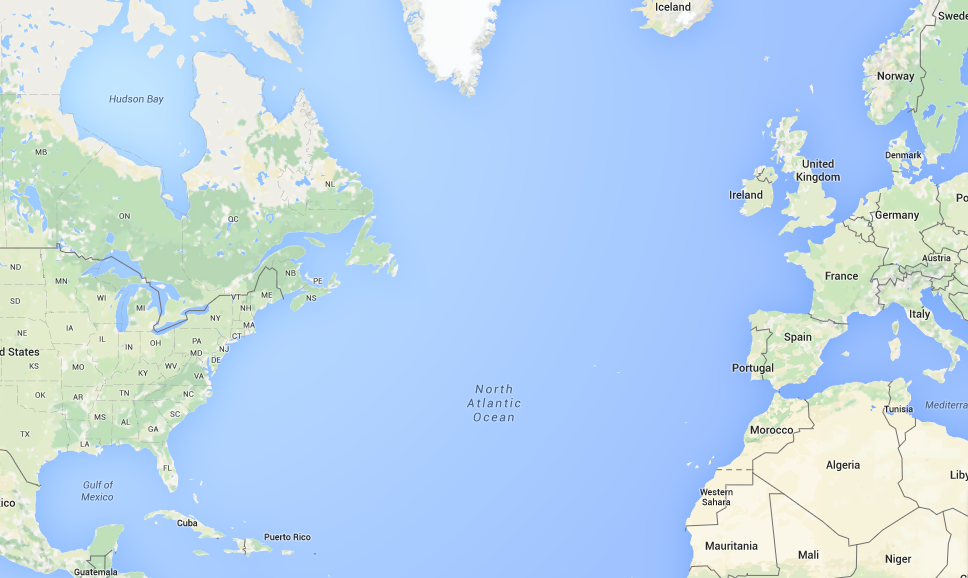 Iceland
Swede
Norway
Hudson Bay
MB
Denmark
United
Kingdom
NL
Ireland
Po
ON
QC
Germany
Austria
ND
MN
NB
PE
France
SD
WI
MI
VT
ME
NS
NH
NY
MA
Italy
NE
IA
IL
IN
OH
PA
CT
Spain
d States
NJ
MD
DE
KS
MO
KY
WV
VA
Portugal
OK
AR
TN
NC
North
Atlantic
Ocean
MS
AL
SC
GA
Tunisia
Mediterra
TX
LA
Morocco
FL
Algeria
Liby
Gulf of
Mexico
ico
Western
Sahara
Cuba
Puerto Rico
Mauritania
Mali
Niger
Guatemala